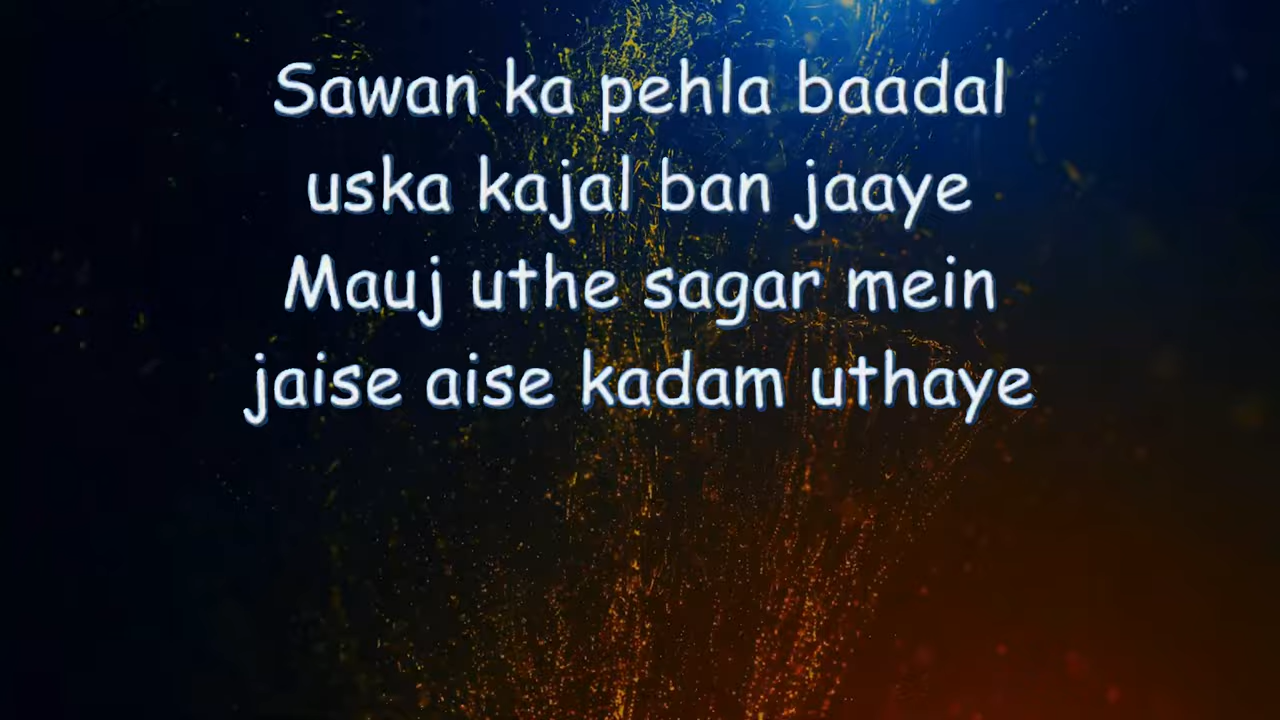 Sawan ka pehla baadal
uska kajal ban jaaye
Mauj uthe sagar mein
jaise aise kadam uthaye